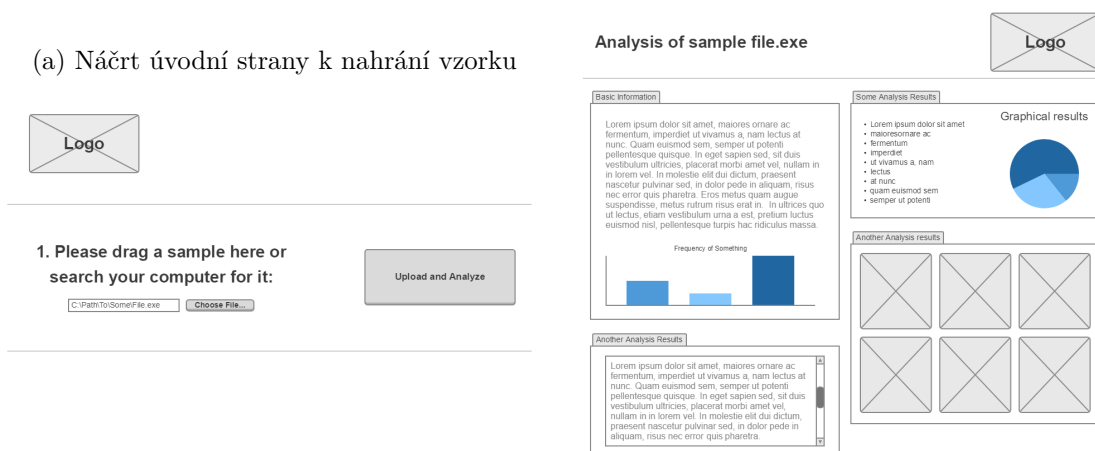 (a) Náčrt úvodní strany k nahrání vzorku
Logo
1. Please drag a sample here or
search your computer for it:
C:\Path\To\Some\File.exe
Choose File...
Upload and Analyze
Analysis of sample file.exe
Logo
Basic Information
Lorem ipsum dolor sit amet, maiores ornare ac
fermentum, imperdiet ut vivamus a, nam lectus at
nunc. Quam euismod sem, semper ut potenti
pellentesque quisque. In eget sapien sed, sit duis
vestibulum ultricies, placerat morbi amet vel, nullam in
in lorem vel. In molestie elit dui dictum, praesent
nascetur pulvinar sed, in dolor pede in aliquam, risus
nec error quis pharetra. Eros metus quam augue
suspendisse, metus rutrum risus erat in. In ultrices quo
ut lectus, etiam vestibulum urna a est, pretium luctus
euismod nisl, pellentesque turpis hac ridiculus massa.
Frequency of Something
Another Analysis Results
Lorem ipsum dolor sit amet, maiores ornare ac
fermentum, imperdiet ut vivamus a, nam lectus at
nunc. Quam euismod sem, semper ut potenti
pellentesque quisque. In eget sapien sed, sit duis
vestibulum ultricies, placerat morbi amet vel,
nullam in in lorem vel. In molestie elit dui dictum,
praesent nascetur pulvinar sed, in dolor pede in
aliquam, risus nec error quis pharetra.
Some Analysis Results
• Lorem ipsum dolor sit amet
• maioresornare ac
• fermentum
• imperdiet
• ut vivamus a, nam
• lectus
• at nunc
• quam euismod sem
• semper ut potenti
Graphical results
Another Analysis results